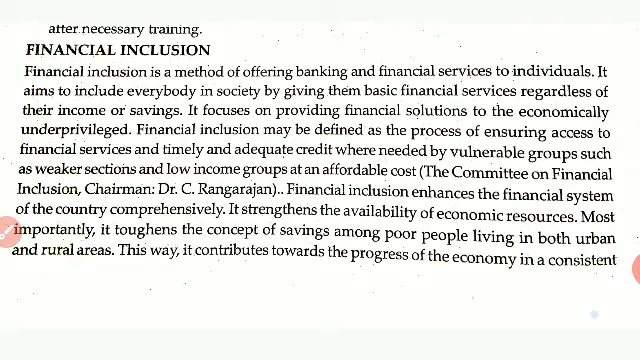 after necessary training.
FINANCIAL INCLUSION
Financial inclusion is a method of offering banking and financial services to individuals. It
aims to include everybody in society by giving them basic financial services regardless of
their income or savings. It focuses on providing financial solutions to the economically
underprivileged. Financial inclusion may be defined as the process of ensuring access to
financial services and timely and adequate credit where needed by vulnerable groups such
as weaker sections and low income groups at an affordable cost (The Committee on Financial
Inclusion, Chairman: Dr. C. Rangarajan).. Financial inclusion enhances the financial system
of the country comprehensively. It strengthens the availability of economic resources. Most
importantly, it toughens the concept of savings among poor people living in both urban
and rural areas. This way, it contributes towards the progress of the economy in a consistent